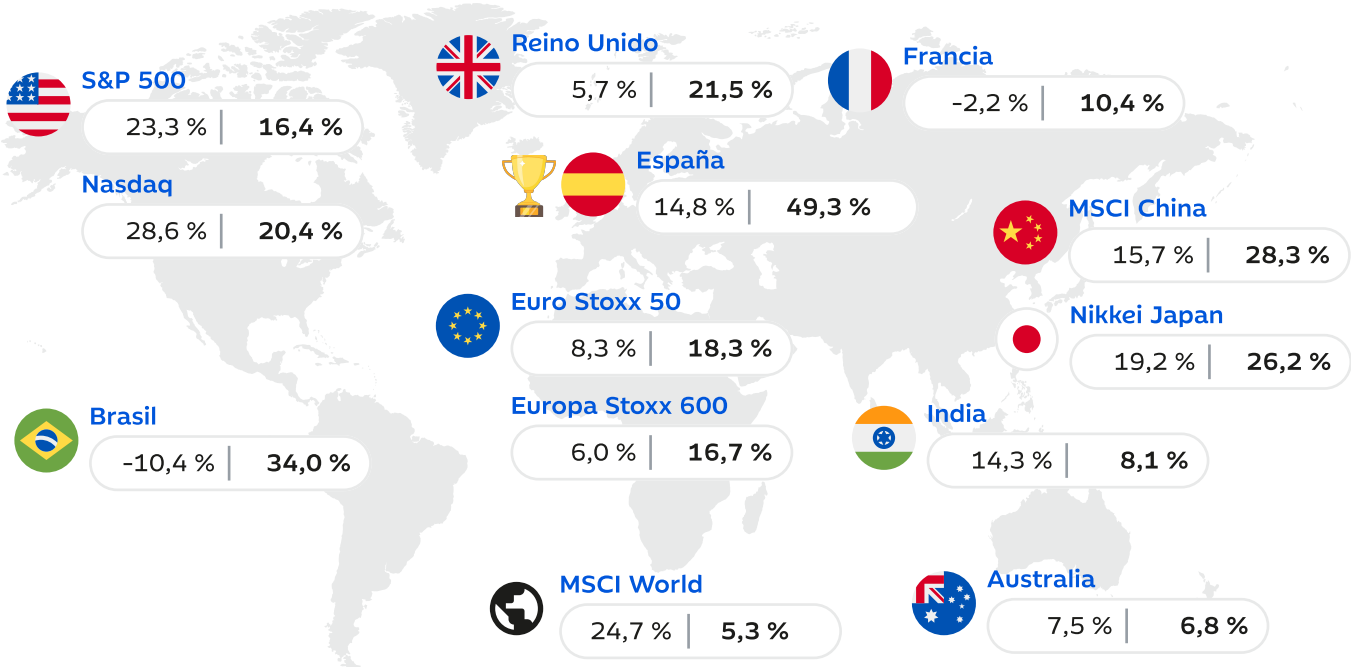 S&P 500
23,3 % 16,4 %
Nasdaq
28,6 % 20,4 %
Brasil
-10,4 % 34,0 %
Reino Unido
5,7 % 21,5 %
España
14,8 % 49,3 %
Euro Stoxx 50
8,3 % 18,3 %
Europa Stoxx 600
6,0 % 16,7 %
MSCI World
24,7 % 5,3 %
Francia
-2,2 % 10,4 %
MSCI China
15,7 % 28,3 %
Nikkei Japan
19,2 % 26,2 %
India
14,3 % 8,1 %
Australia
7,5 % 6,8 %